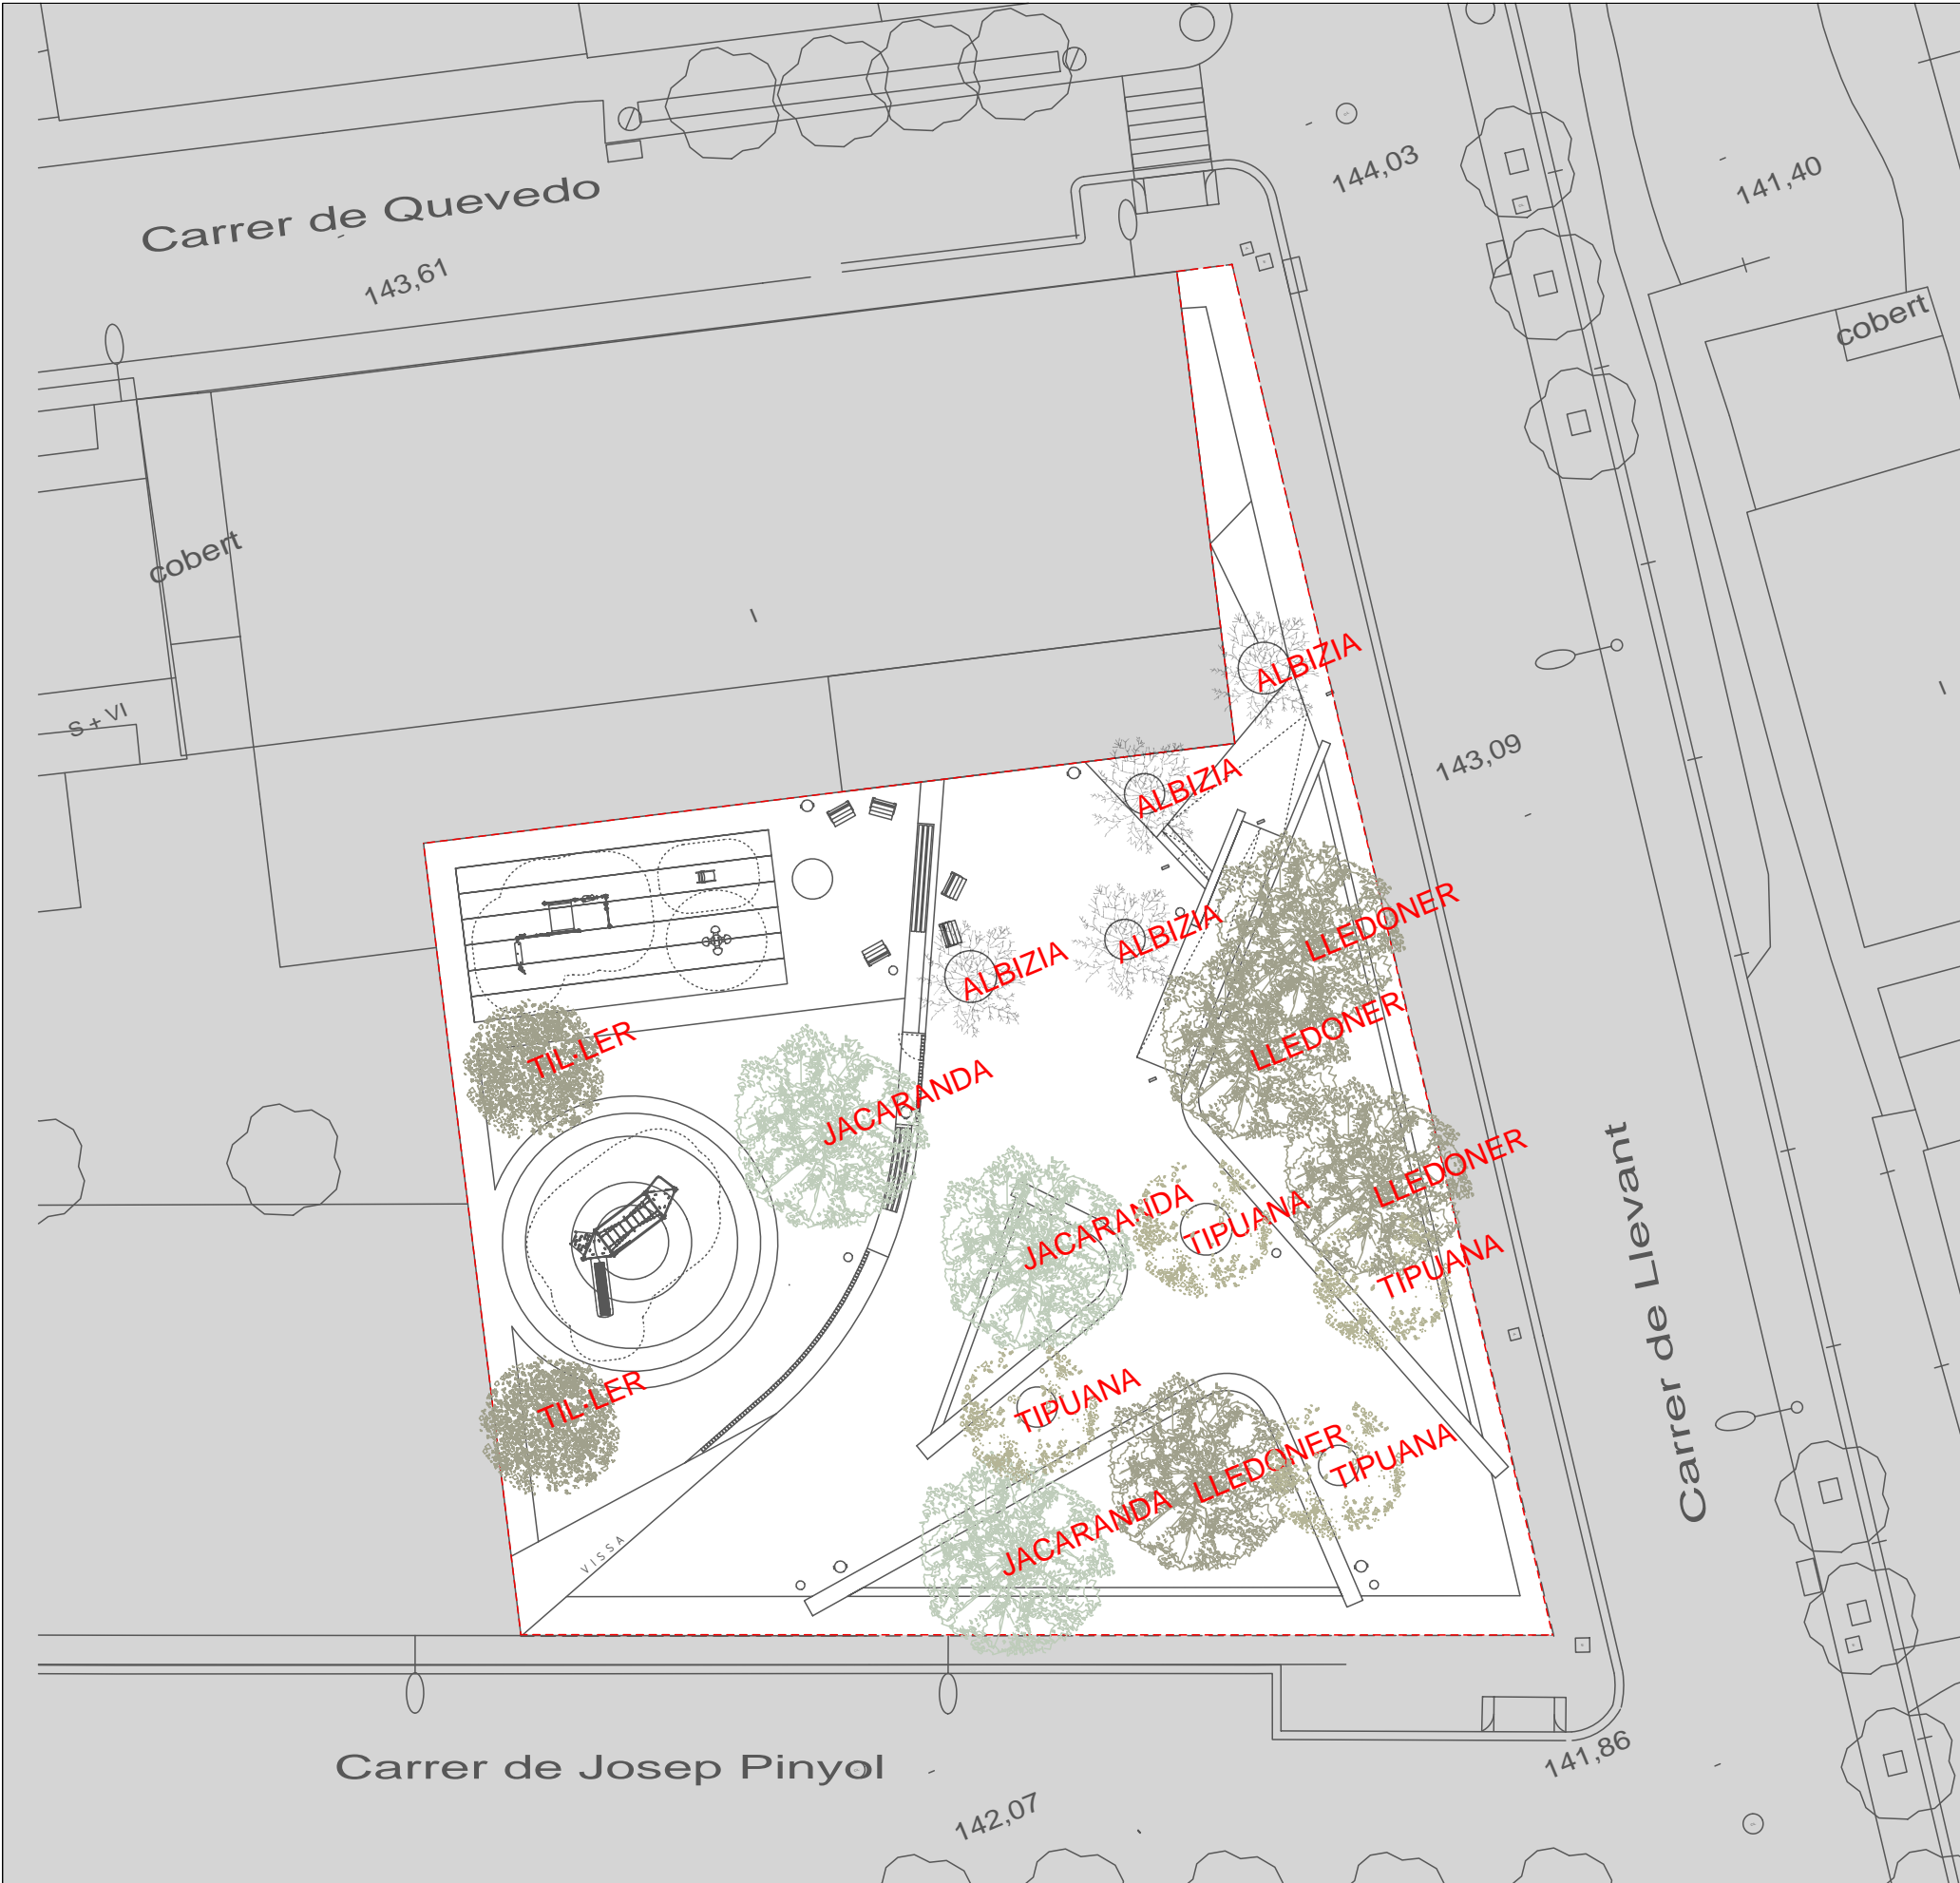 144,03
141,40
Carrer de Quevedo
143,61
cobert
cobert
I
ALBIZIA
I
S + VI
143,09
ALBIZIA
LLEDONER
ALBIZIA
ALBIZIA
LLEDONER
TIL·LER
JACARANDA
LLEDONER
JACARANDA
TIPUANA
TIPUANA
Carrer de Llevant
TIL·LER
TIPUANA
LLEDONER
TIPUANA
JACARANDA
VISSA
Carrer de Josep Pinyol
141,86
142,07